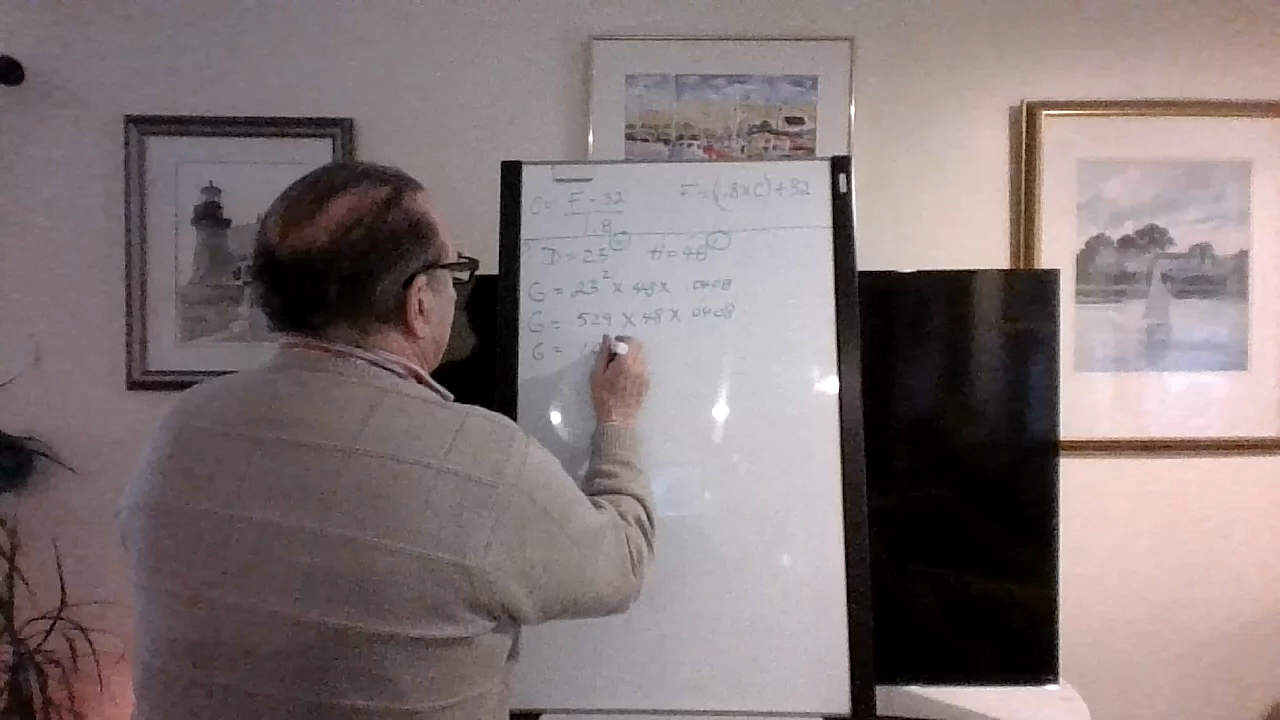 C = F - 32 / 1.8 F = (1.8 x C) + 32
D = 23" H = 48"
G = 23² x 48 x .0408
G = 529 x 48 x .0408
G =